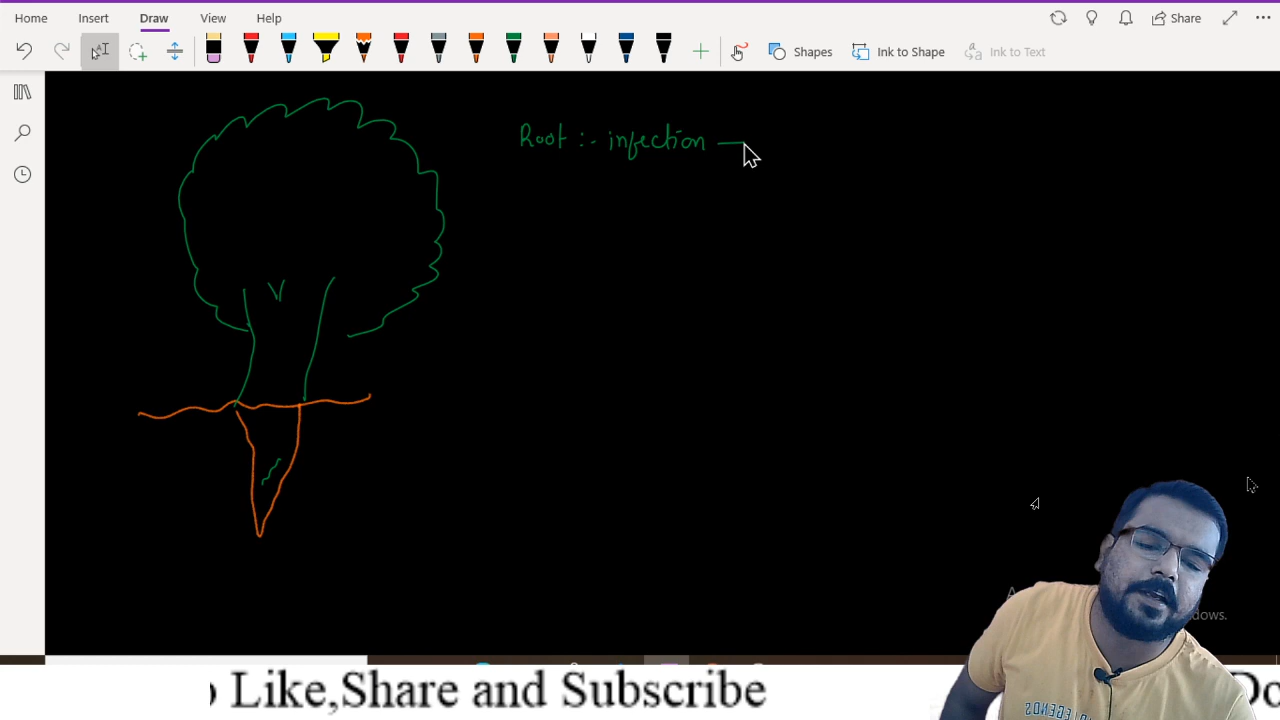 Home Insert Draw View Help Share
Shapes Ink to Shape Ink to Text
Root :- infection —
Like,Share and Subscribe Do